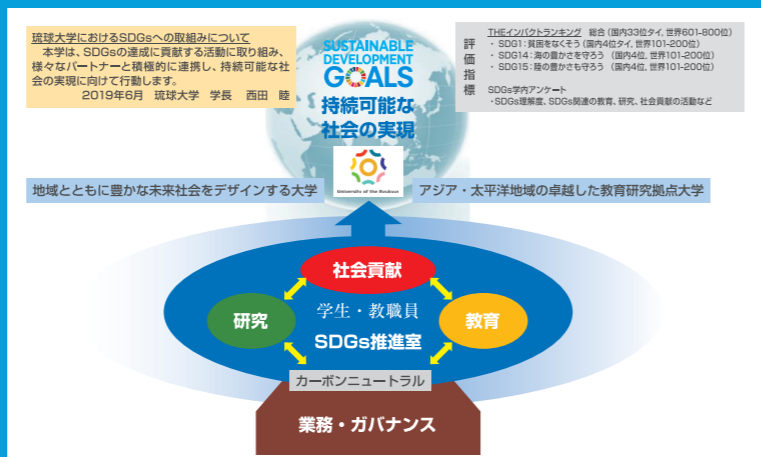 琉球大学におけるSDGsへの取組みについて
本学は、SDGsの達成に貢献する活動に取り組み、
様々なパートナーと積極的に連携し、持続可能な社
会の実現に向けて行動します。
2019年6月 琉球大学 学長 西田 睦
SUSTAINABLE
DEVELOPMENT
GOALS
持続可能な
社会の実現
評価指標
THEインパクトランキング 総合（国内33位タイ, 世界601-800位）
・SDG1：貧困をなくそう（国内4位タイ, 世界101-200位）
・SDG14：海の豊かさを守ろう（国内4位, 世界101-200位）
・SDG15：陸の豊かさも守ろう（国内4位, 世界101-200位）
SDGs学内アンケート
・SDGs理解度、SDGs関連の教育、研究、社会貢献の活動など
University of the Ryukyus
地域とともに豊かな未来社会をデザインする大学
アジア・太平洋地域の卓越した教育研究拠点大学
社会貢献
研究
学生・教職員
教育
SDGs推進室
カーボンニュートラル
業務・ガバナンス